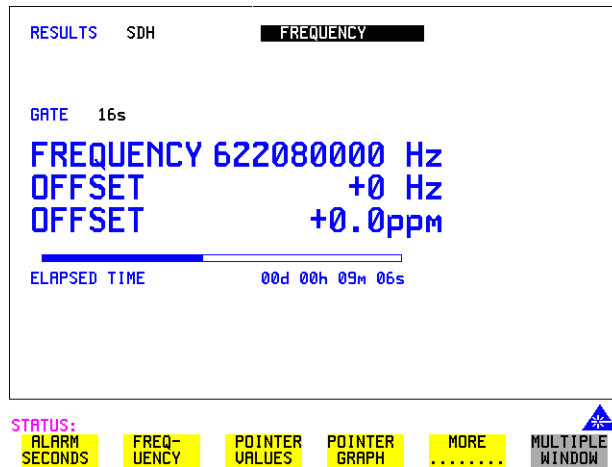 RESULTS SDH FREQUENCY
GATE 16s
FREQUENCY 622080000 Hz
OFFSET +0 Hz
OFFSET +0.0ppm
ELAPSED TIME 00d 00h 09m 06s
STATUS:
ALARM SECONDS
FREQ-UENCY
POINTER VALUES
POINTER GRAPH
MORE ........
MULTIPLE WINDOW